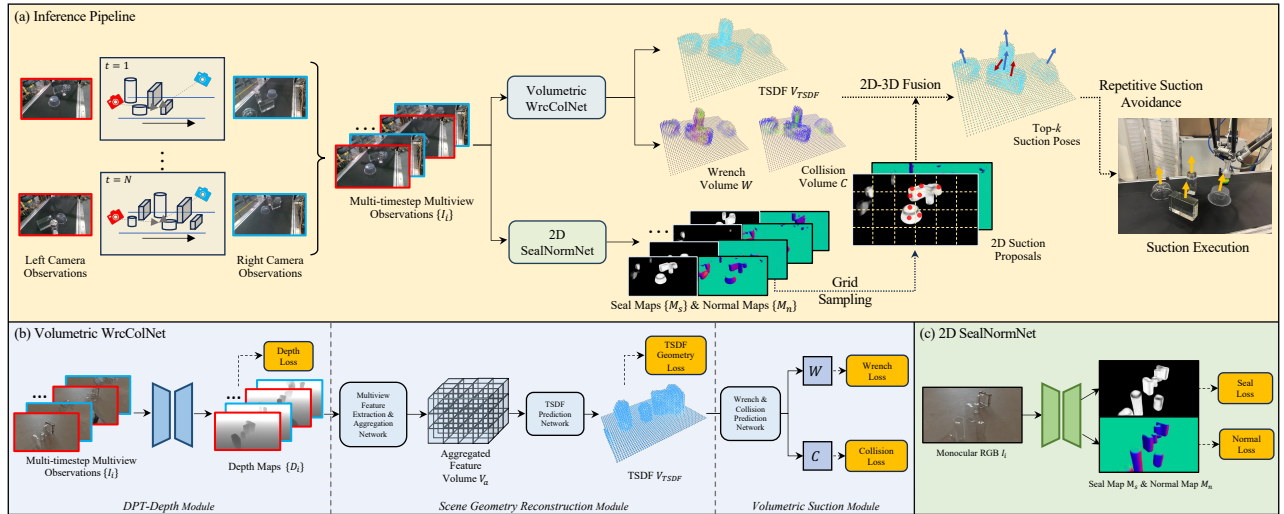 (a) Inference Pipeline
t = 1
t = N
Left Camera
Observations
Right Camera
Observations
Multi-timestep Multiview
Observations {I_i}
Volumetric
WrcColNet
2D
SealNormNet
TSDF V_TSDF
Wrench
Volume W
Collision
Volume C
Seal Maps {M_s} & Normal Maps {M_n}
Grid
Sampling
2D-3D Fusion
2D Suction
Proposals
Top-k
Suction Poses
Repetitive Suction
Avoidance
Suction Execution
(b) Volumetric WrcColNet
Multi-timestep Multiview
Observations {I_i}
Depth
Loss
Depth Maps {D_i}
DPT-Depth Module
Multiview
Feature
Extraction &
Aggregation
Network
Aggregated
Feature
Volume V_a
TSDF
Prediction
Network
TSDF
Geometry
Loss
TSDF V_TSDF
Scene Geometry Reconstruction Module
Wrench &
Collision
Prediction
Network
W
Wrench
Loss
C
Collision
Loss
Volumetric Suction Module
(c) 2D SealNormNet
Monocular RGB I_i
Seal
Loss
Normal
Loss
Seal Map M_s & Normal Map M_n